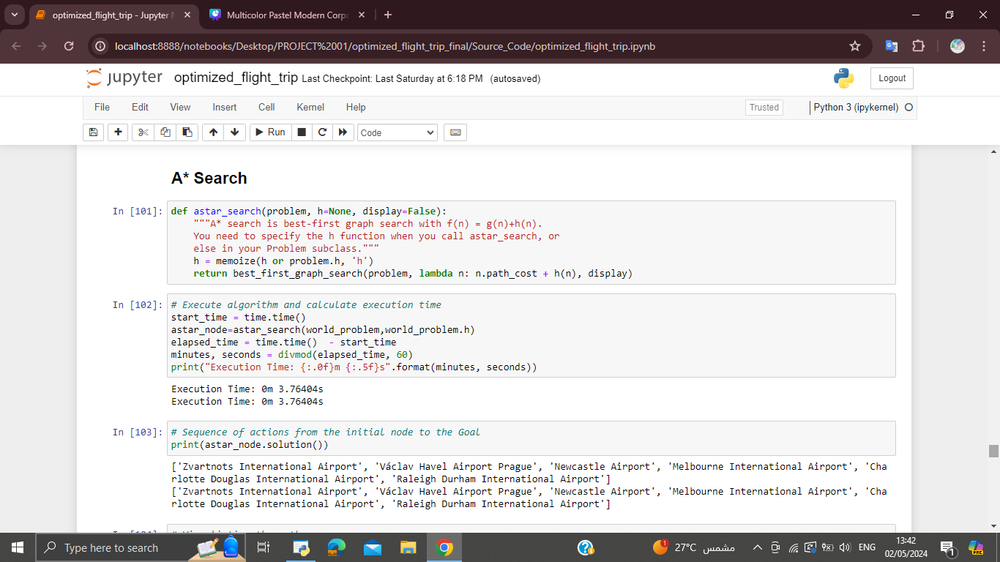 optimized_flight_trip - Jupyter N
Multicolor Pastel Modern Corpo
localhost:8888/notebooks/Desktop/PROJECT%2001/optimized_flight_trip_final/Source_Code/optimized_flight_trip.ipynb
jupyter optimized_flight_trip Last Checkpoint: Last Saturday at 6:18 PM (autosaved)
Logout
File Edit View Insert Cell Kernel Help
Trusted
Python 3 (ipykernel)
Run
Code
A* Search
In [101]: def astar_search(problem, h=None, display=False):
"""A* search is best-first graph search with f(n) = g(n)+h(n).
You need to specify the h function when you call astar_search, or
else in your Problem subclass."""
h = memoize(h or problem.h, 'h')
return best_first_graph_search(problem, lambda n: n.path_cost + h(n), display)
In [102]: # Execute algorithm and calculate execution time
start_time = time.time()
astar_node=astar_search(world_problem,world_problem.h)
elapsed_time = time.time()  - start_time
minutes, seconds = divmod(elapsed_time, 60)
print("Execution Time: {:.0f}m {:.5f}s".format(minutes, seconds))
Execution Time: 0m 3.76404s
Execution Time: 0m 3.76404s
In [103]: # Sequence of actions from the initial node to the Goal
print(astar_node.solution())
['Zvartnots International Airport', 'Václav Havel Airport Prague', 'Newcastle Airport', 'Melbourne International Airport', 'Cha
rlotte Douglas International Airport', 'Raleigh Durham International Airport']
['Zvartnots International Airport', 'Václav Havel Airport Prague', 'Newcastle Airport', 'Melbourne International Airport', 'Cha
rlotte Douglas International Airport', 'Raleigh Durham International Airport']
Type here to search
1
27°C مشمس
ENG
13:42
02/05/2024
1
PRE